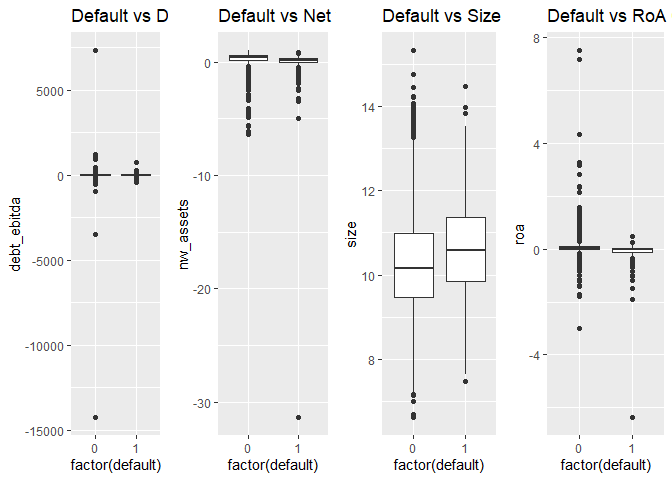 Default vs D
debt_ebitda
5000
0
-5000
-10000
-15000
0 1
factor(default)
Default vs Net
nw_assets
0
-10
-20
-30
0 1
factor(default)
Default vs Size
size
14
12
10
8
0 1
factor(default)
Default vs RoA
roa
8
4
0
-4
0 1
factor(default)